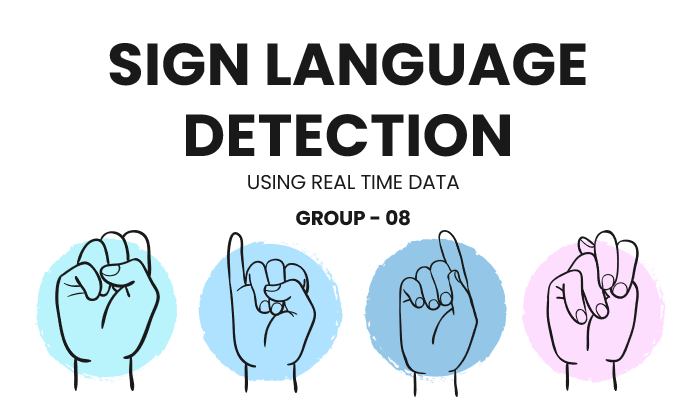 SIGN LANGUAGE
DETECTION
USING REAL TIME DATA
GROUP - 08